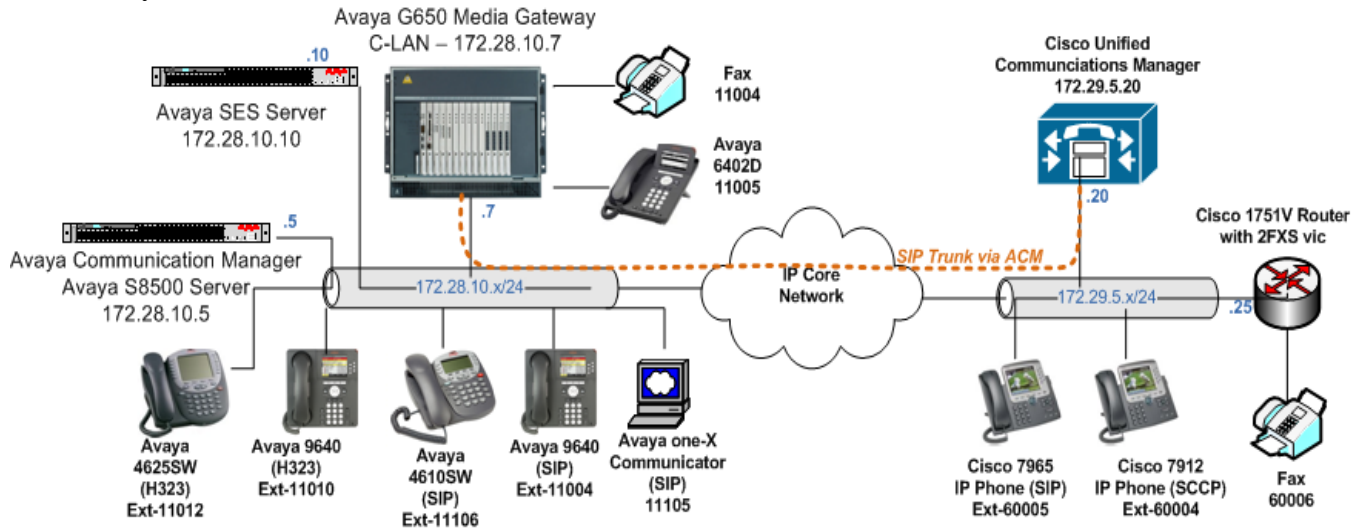 Avaya G650 Media Gateway
C-LAN – 172.28.10.7
.10
Avaya SES Server
172.28.10.10
Fax
11004
Avaya
6402D
11005
Cisco Unified
Communciations Manager
172.29.5.20
.7
.20
.5
Avaya Communication Manager
Avaya S8500 Server
172.28.10.5
Cisco 1751V Router
with 2FXS vic
SIP Trunk via ACM
IP Core
Network
172.28.10.x/24
172.29.5.x/24
.25
Avaya
4625SW
(H323)
Ext-11012
Avaya 9640
(H323)
Ext-11010
Avaya
4610SW
(SIP)
Ext-11106
Avaya 9640
(SIP)
Ext-11004
Avaya one-X
Communicator
(SIP)
11105
Cisco 7965
IP Phone (SIP)
Ext-60005
Cisco 7912
IP Phone (SCCP)
Ext-60004
Fax
60006